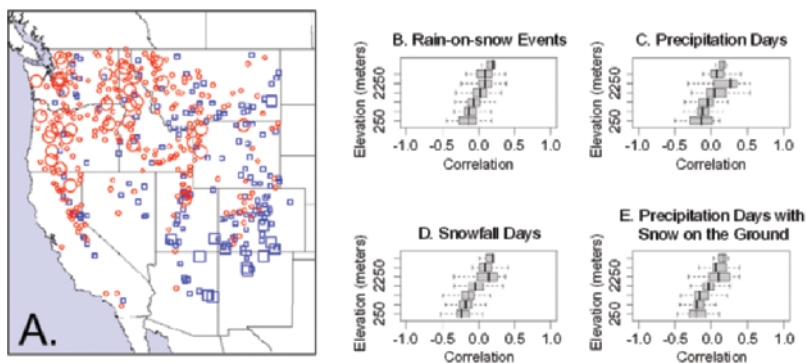 A.
B. Rain-on-snow Events
Elevation (meters)
2250
250
-1.0 -0.5 0.0 0.5 1.0
Correlation
C. Precipitation Days
Elevation (meters)
2250
250
-1.0 -0.5 0.0 0.5 1.0
Correlation
D. Snowfall Days
Elevation (meters)
2250
250
-1.0 -0.5 0.0 0.5 1.0
Correlation
E. Precipitation Days with
Snow on the Ground
Elevation (meters)
2250
250
-1.0 -0.5 0.0 0.5 1.0
Correlation